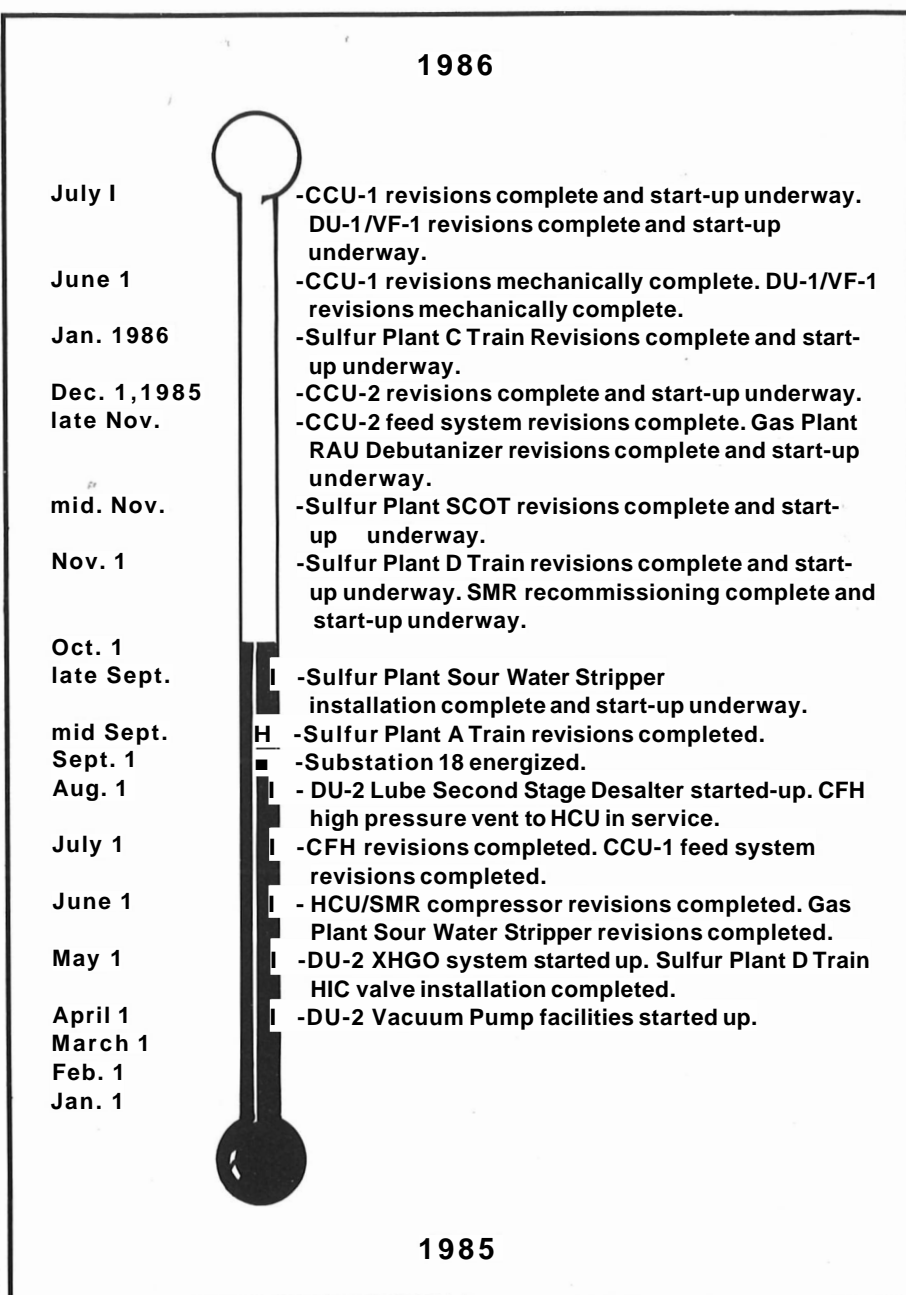 1986
July I -CCU-1 revisions complete and start-up underway.
DU-1/VF-1 revisions complete and start-up
underway.
June 1 -CCU-1 revisions mechanically complete. DU-1/VF-1
revisions mechanically complete.
Jan. 1986 -Sulfur Plant C Train Revisions complete and start-
up underway.
Dec. 1,1985 -CCU-2 revisions complete and start-up underway.
late Nov. -CCU-2 feed system revisions complete. Gas Plant
RAU Debutanizer revisions complete and start-up
underway.
mid. Nov. -Sulfur Plant SCOT revisions complete and start-
up underway.
Nov. 1 -Sulfur Plant D Train revisions complete and start-
up underway. SMR recommissioning complete and
start-up underway.
Oct. 1
late Sept. I -Sulfur Plant Sour Water Stripper
installation complete and start-up underway.
mid Sept. H -Sulfur Plant A Train revisions completed.
Sept. 1 ■ -Substation 18 energized.
Aug. 1 I - DU-2 Lube Second Stage Desalter started-up. CFH
high pressure vent to HCU in service.
July 1 I -CFH revisions completed. CCU-1 feed system
revisions completed.
June 1 I - HCU/SMR compressor revisions completed. Gas
Plant Sour Water Stripper revisions completed.
May 1 I -DU-2 XHGO system started up. Sulfur Plant D Train
HIC valve installation completed.
April 1 I -DU-2 Vacuum Pump facilities started up.
March 1
Feb. 1
Jan. 1
1985